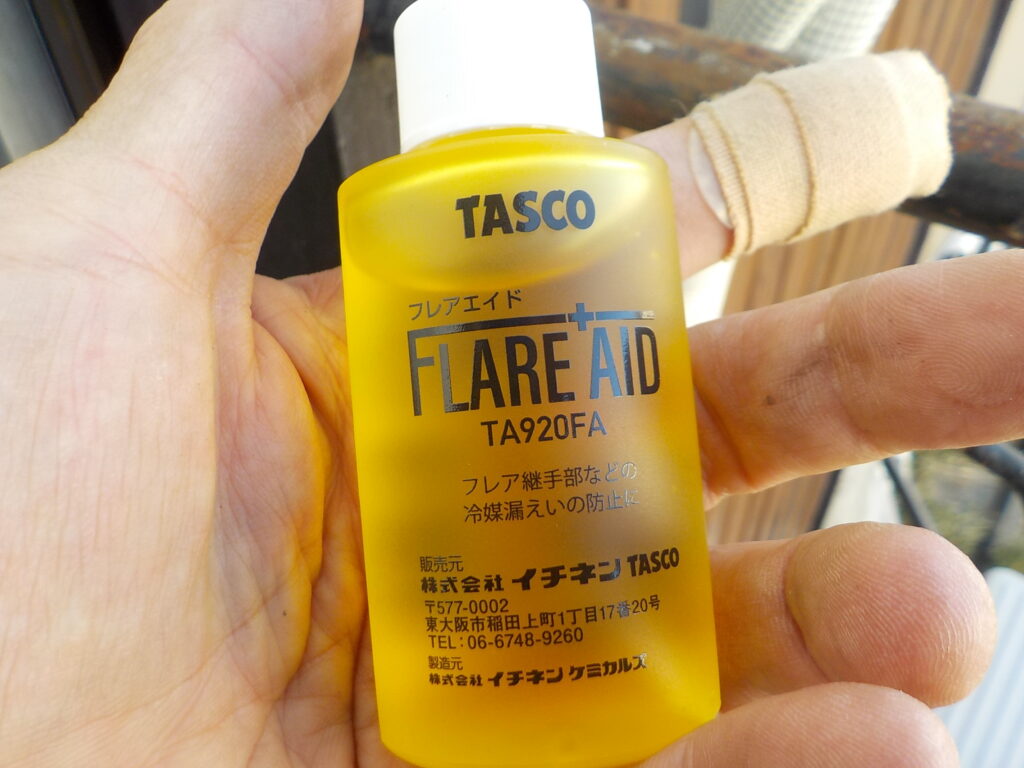 TASCO
フレアエイド
FLARE AID
TA920FA
フレア継手部などの
冷媒漏えいの防止に
販売元
株式会社 イチネン TASCO
〒577-0002
東大阪市稲田上町1丁目17番20号
TEL:06-6748-9260
製造元
株式会社 イチネン ケミカルズ